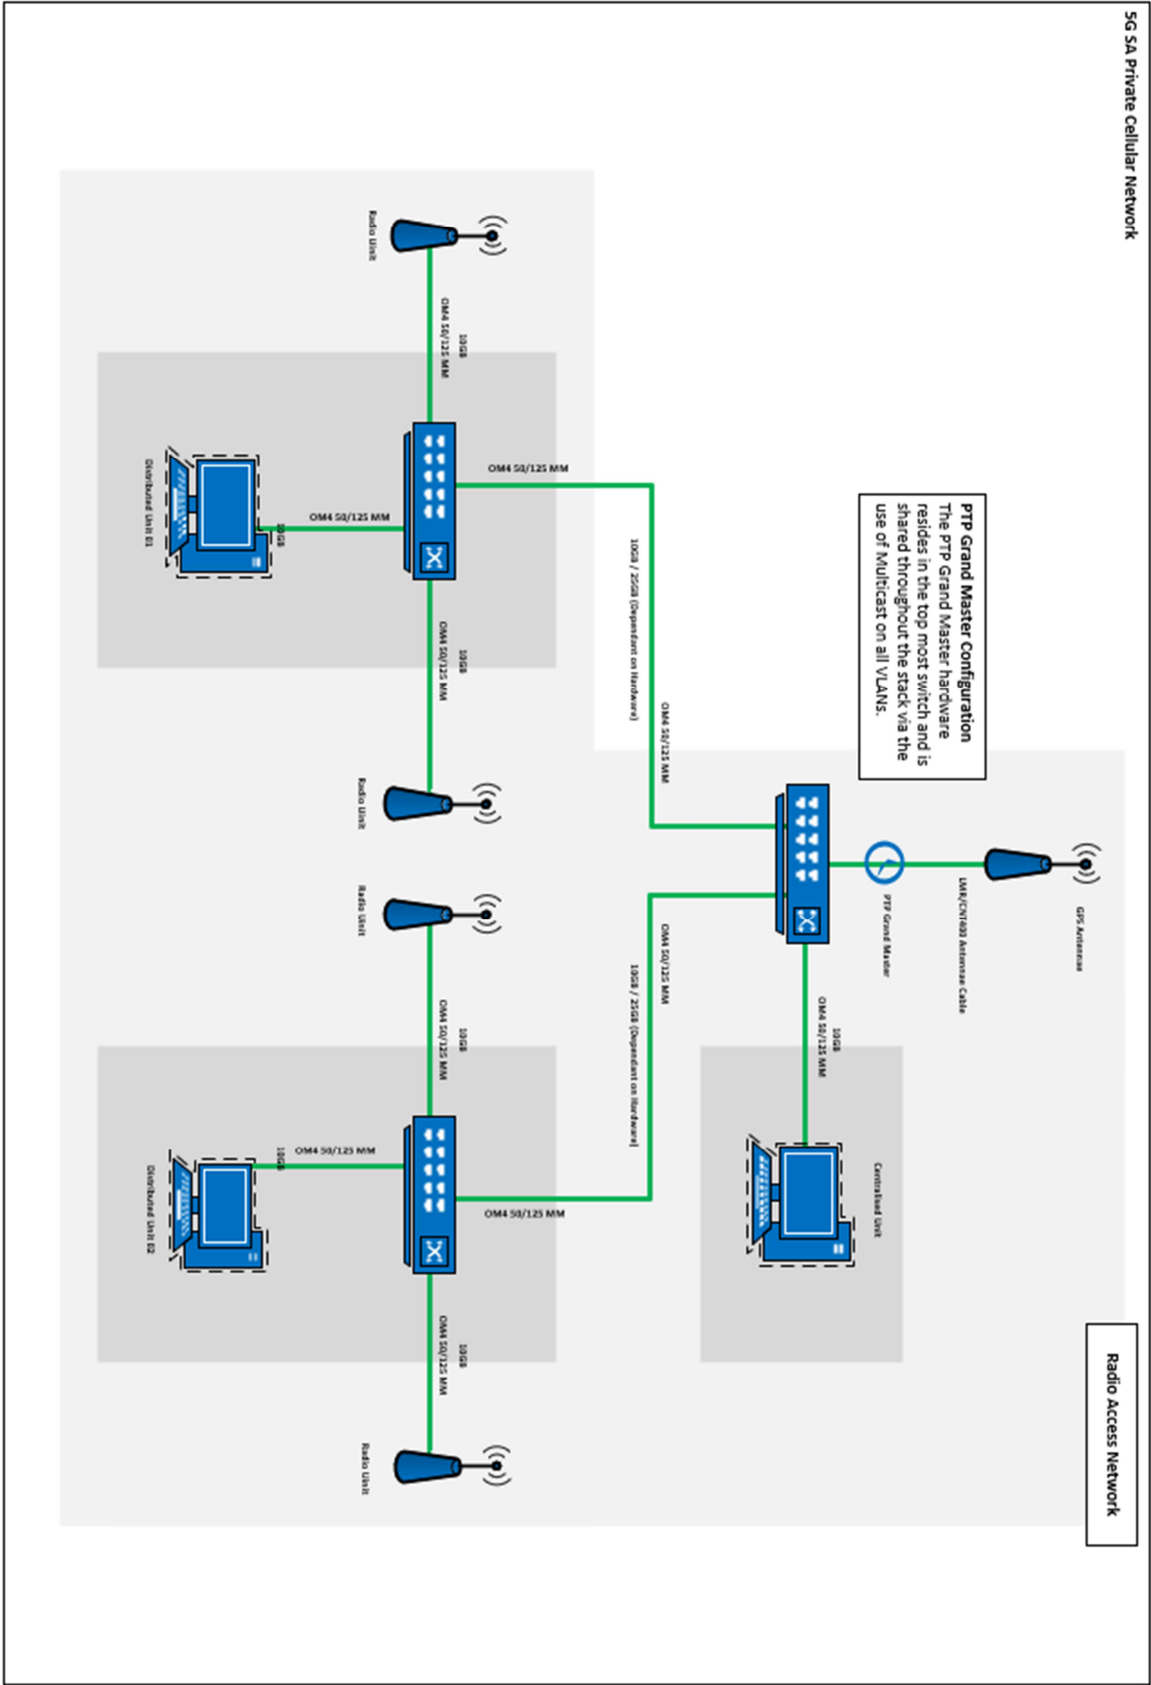 5G SA Private Cellular Network
Radio Access Network
GPS Antennae
PTP Grand Master Configuration
The PTP Grand Master hardware
resides in the top most switch and is
shared throughout the stack via the
use of Multicast on all VLANs.
LMR/CNT400 Antennae Cable
PTP Grand Master
Centralised Unit
10GB
OM4 50/125 MM
OM4 50/125 MM
10GB / 25GB (Dependant on Hardware)
OM4 50/125 MM
10GB / 25GB (Dependant on Hardware)
OM4 50/125 MM
OM4 50/125 MM
10GB
OM4 50/125 MM
10GB
OM4 50/125 MM
10GB
OM4 50/125 MM
10GB
OM4 50/125 MM
Radio Uinit
Radio Uinit
Radio Uinit
Radio Uinit
OM4 50/125 MM
10GB
OM4 50/125 MM
10GB
Distributed Unit 01
Distributed Unit 02